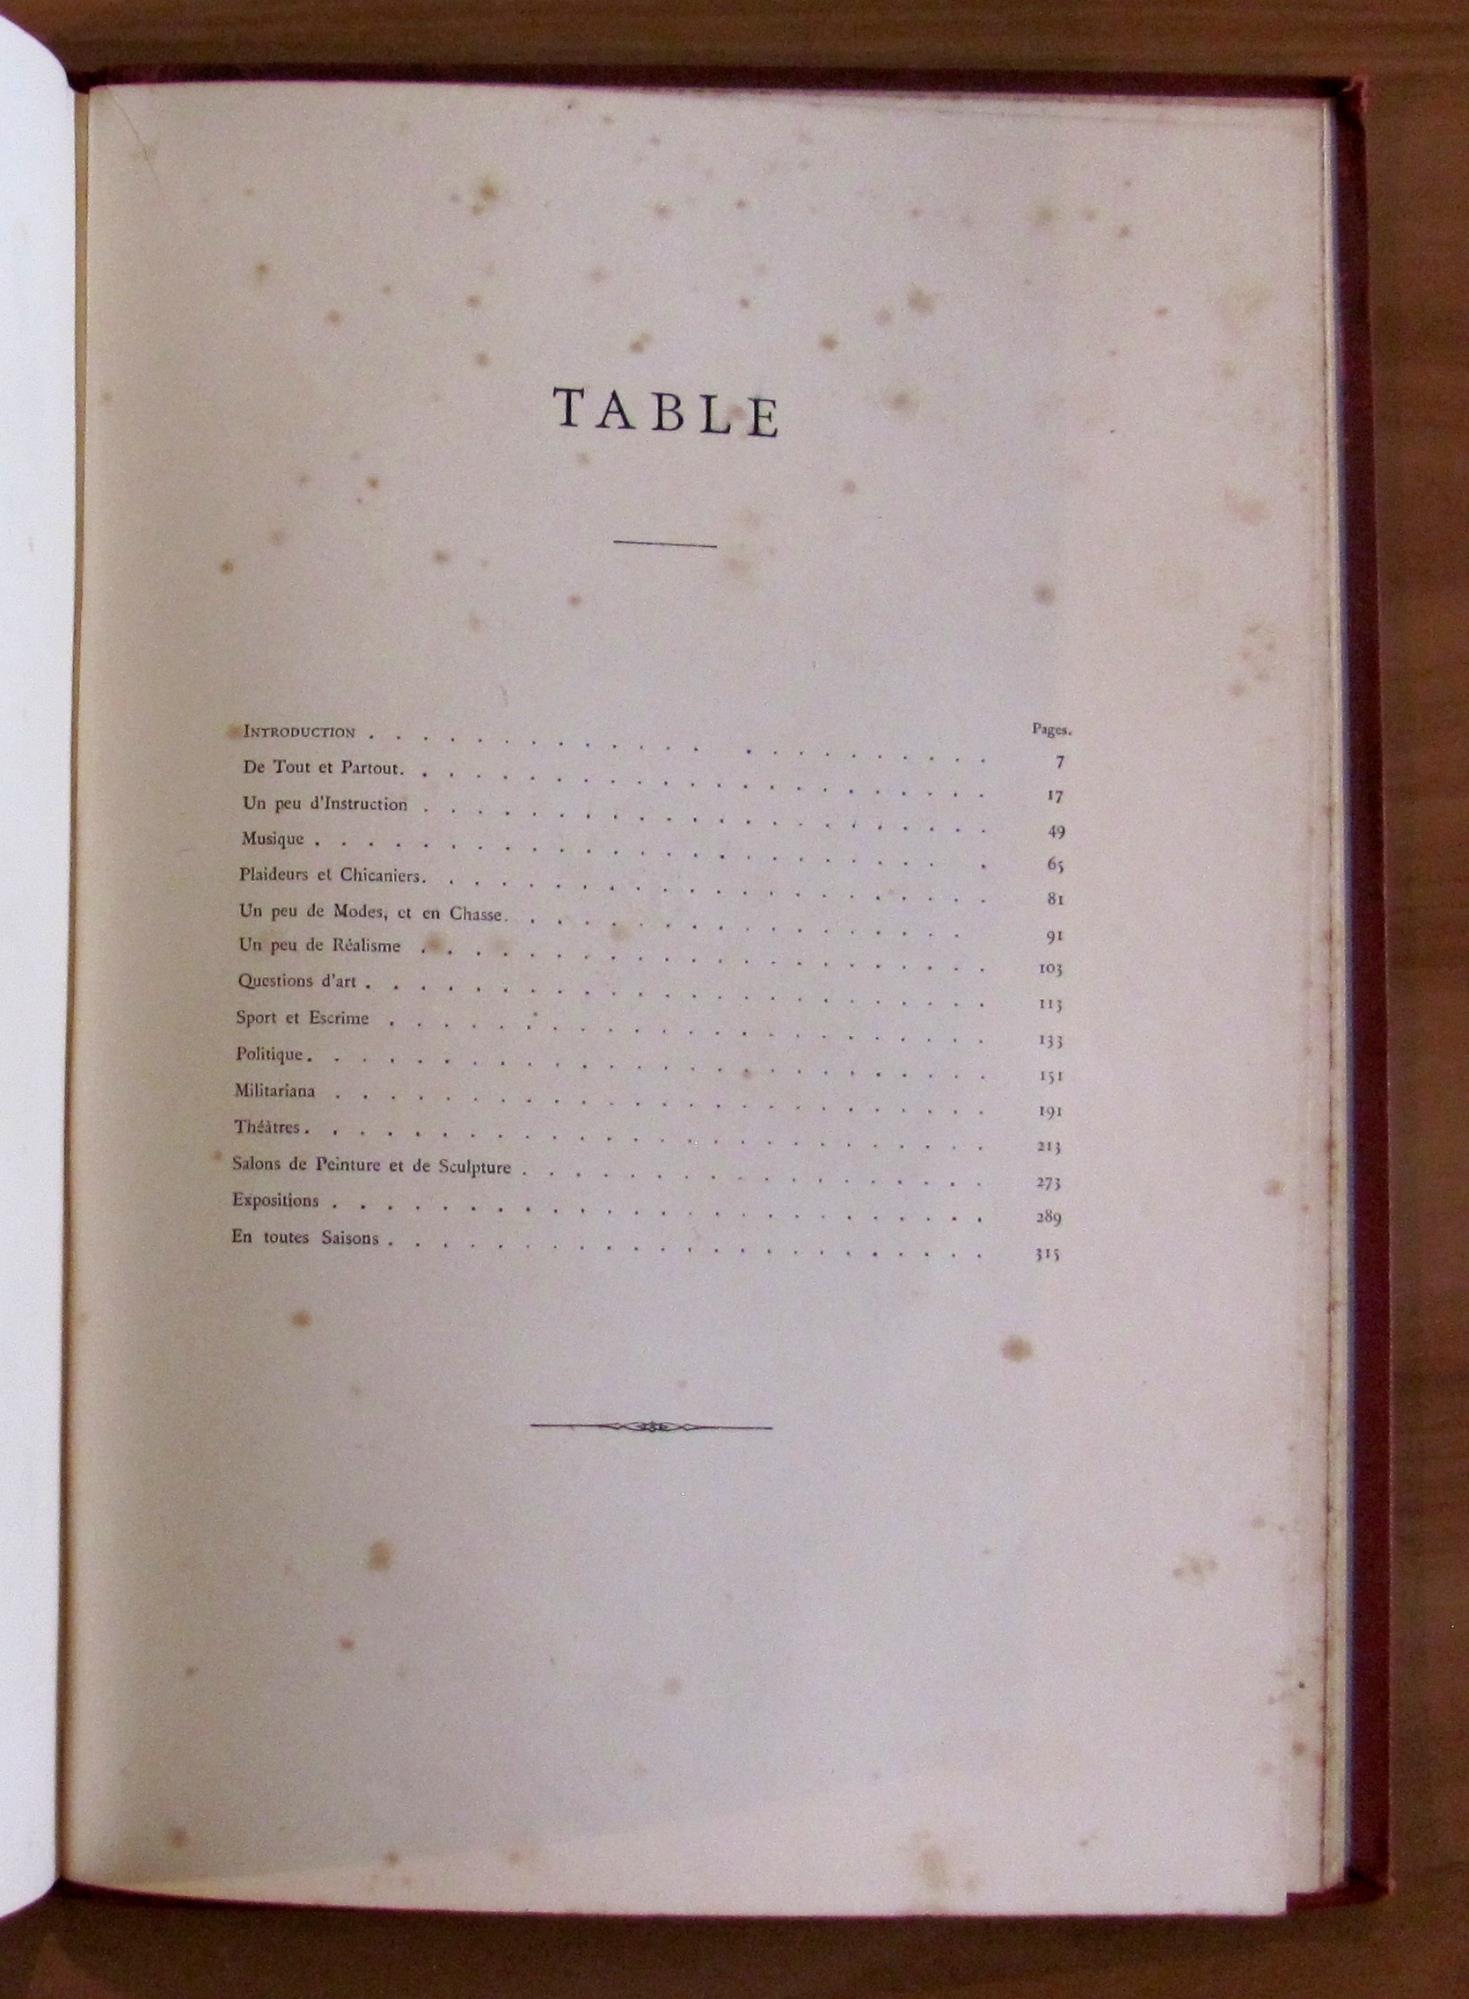 TABLE
Pages.
INTRODUCTION . . . . . . . . . . . . . . . . . . . . . . 7
De Tout et Partout. . . . . . . . . . . . . . . . . . . . . . 17
Un peu d'Instruction . . . . . . . . . . . . . . . . . . . . . 49
Musique . . . . . . . . . . . . . . . . . . . . . . . . . 65
Plaideurs et Chicaniers. . . . . . . . . . . . . . . . . . . . . 81
Un peu de Modes, et en Chasse. . . . . . . . . . . . . . . . . . 91
Un peu de Réalisme . . . . . . . . . . . . . . . . . . . . . . 103
Questions d'art . . . . . . . . . . . . . . . . . . . . . . . . 113
Sport et Escrime . . . . . . . . . . . . . . . . . . . . . . . 133
Politique . . . . . . . . . . . . . . . . . . . . . . . . . . 151
Militariana . . . . . . . . . . . . . . . . . . . . . . . . . 191
Théâtres . . . . . . . . . . . . . . . . . . . . . . . . . . 213
Salons de Peinture et de Sculpture . . . . . . . . . . . . . . . . . . 273
Expositions . . . . . . . . . . . . . . . . . . . . . . . . . 289
En toutes Saisons . . . . . . . . . . . . . . . . . . . . . . . 315